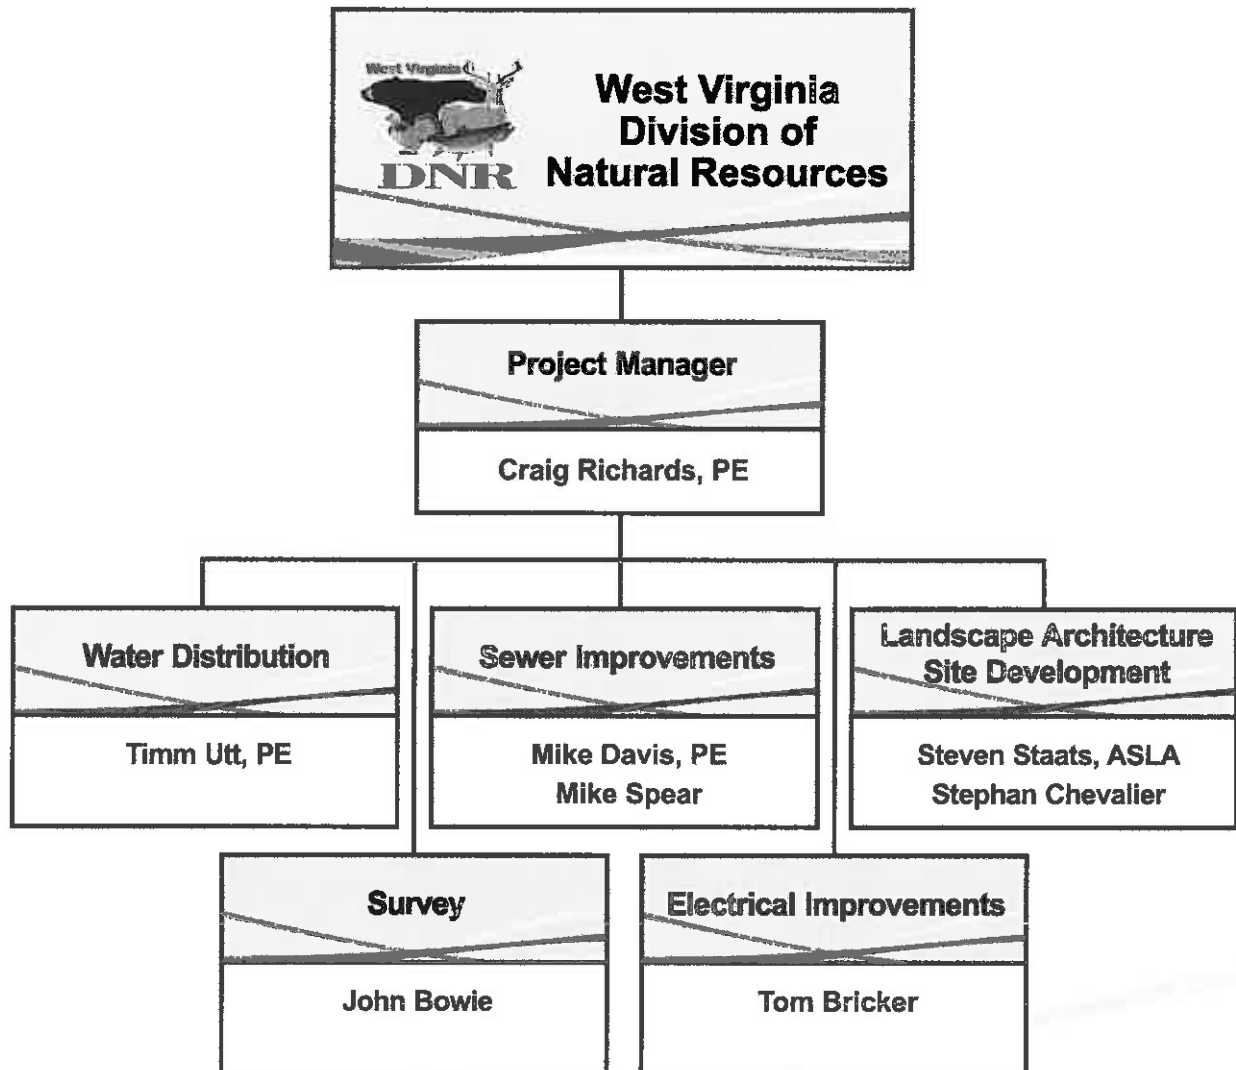 West Virginia
DNR
West Virginia
Division of
Natural Resources
Project Manager
Craig Richards, PE
Water Distribution
Timm Utt, PE
Sewer Improvements
Mike Davis, PE
Mike Spear
Landscape Architecture
Site Development
Steven Staats, ASLA
Stephan Chevalier
Survey
John Bowie
Electrical Improvements
Tom Bricker